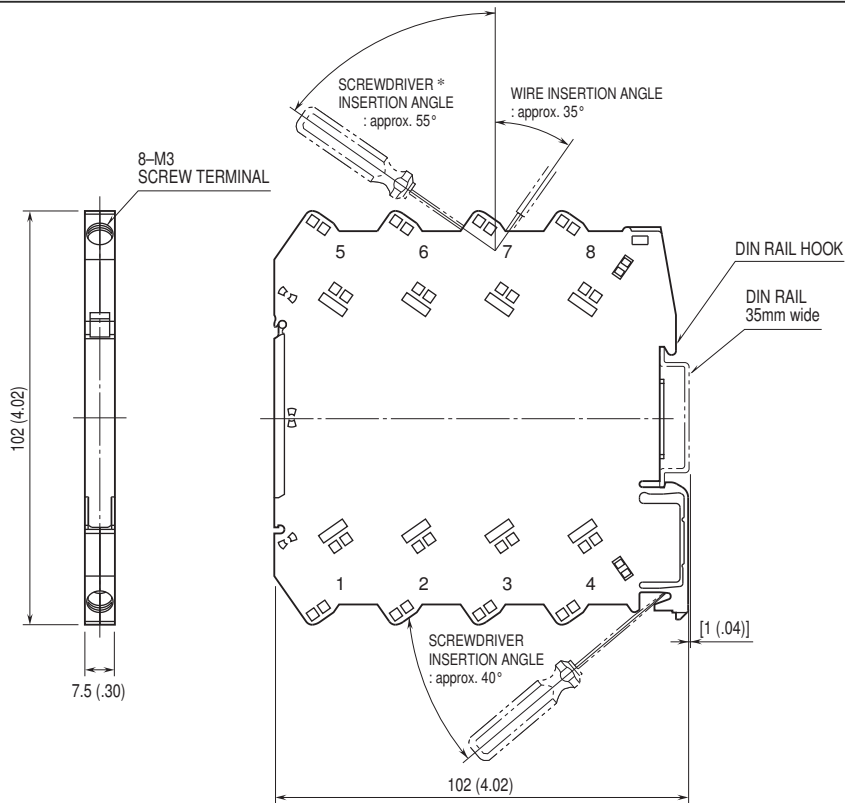 SCREWDRIVER *
INSERTION ANGLE
: approx. 55°
WIRE INSERTION ANGLE
: approx. 35°
8–M3
SCREW TERMINAL
5
6
7
8
DIN RAIL HOOK
DIN RAIL
35mm wide
102 (4.02)
1
2
3
4
[1 (.04)]
SCREWDRIVER
INSERTION ANGLE
: approx. 40°
7.5 (.30)
102 (4.02)